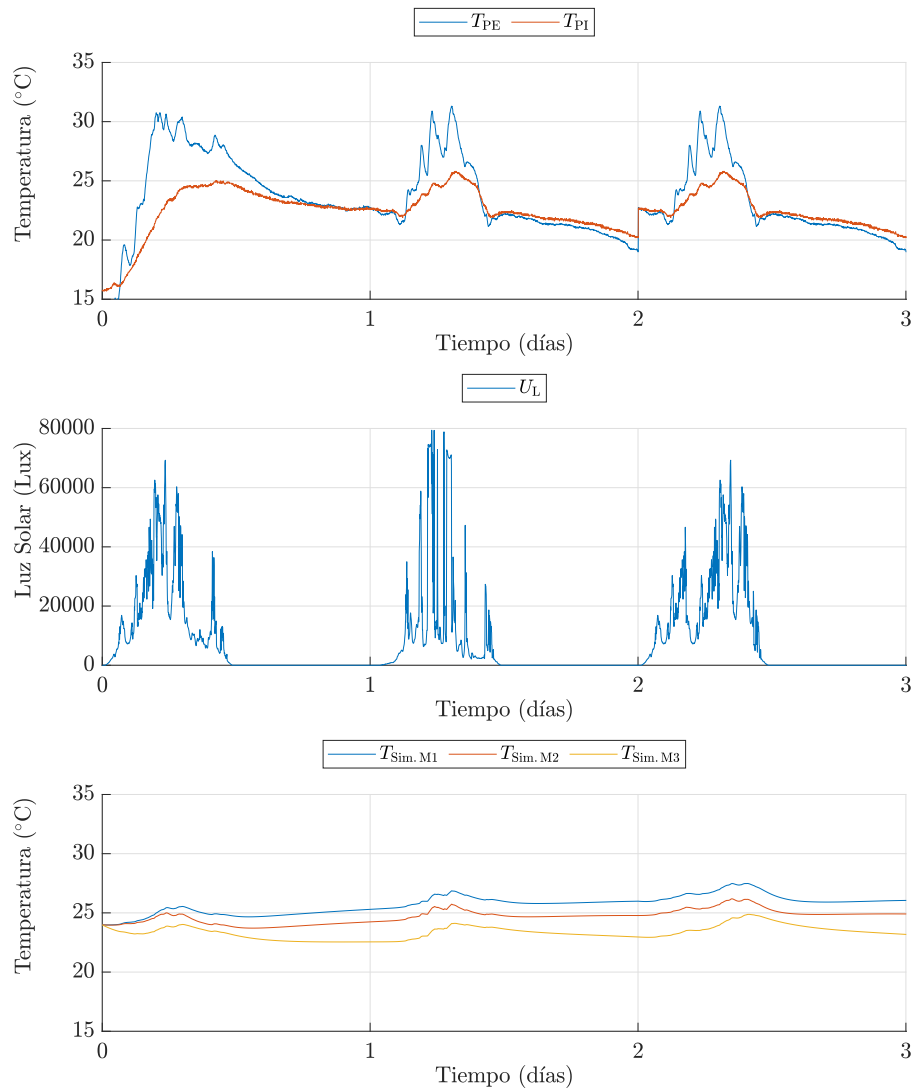 T_PE T_PI
35
30
25
20
15
Temperatura (°C)
0 1 2 3
Tiempo (días)
U_L
80000
60000
40000
20000
0
Luz Solar (Lux)
0 1 2 3
Tiempo (días)
T_Sim. M1 T_Sim. M2 T_Sim. M3
35
30
25
20
15
Temperatura (°C)
0 1 2 3
Tiempo (días)